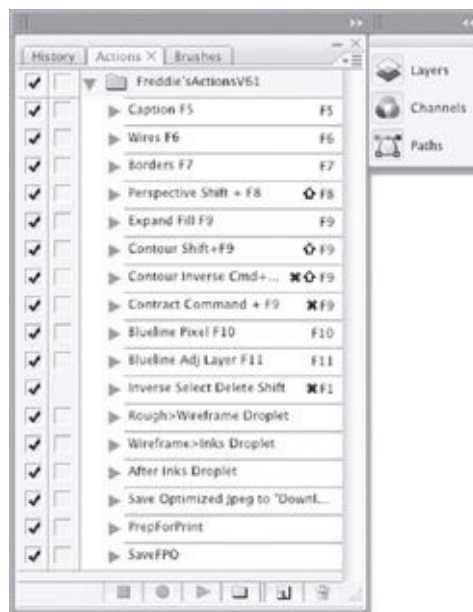 History Actions × Brushes
Freddie'sActionsV61
Caption F5 F5
Wires F6 F6
Borders F7 F7
Perspective Shift + F8 ⇧ F8
Expand Fill F9 F9
Contour Shift+F9 ⇧ F9
Contour Inverse Cmd+... ⌘⇧ F9
Contract Command + F9 ⌘F9
Blueline Pixel F10 F10
Blueline Adj Layer F11 F11
Inverse Select Delete Shift ⌘F1
Rough>Wireframe Droplet
Wireframe>Inks Droplet
After Inks Droplet
Save Optimized Jpeg to "Downl...
PrepForPrint
SaveFPO
Layers
Channels
Paths